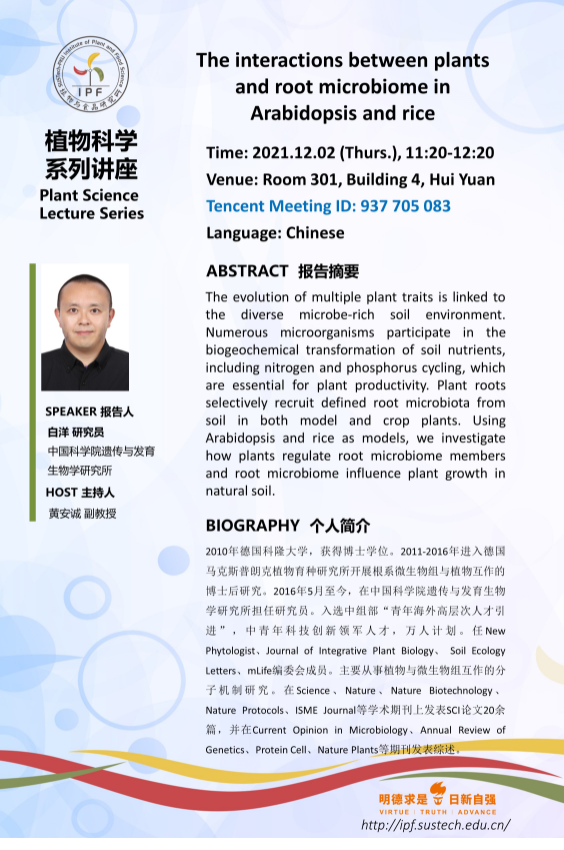 SUSTech-PKU Institute of Plant and Food Science
IPF
植物与食品研究所
植物科学
系列讲座
Plant Science
Lecture Series
The interactions between plants
and root microbiome in
Arabidopsis and rice
Time: 2021.12.02 (Thurs.), 11:20-12:20
Venue: Room 301, Building 4, Hui Yuan
Tencent Meeting ID: 937 705 083
Language: Chinese
SPEAKER 报告人
白洋 研究员
中国科学院遗传与发育
生物学研究所
HOST 主持人
黄安诚 副教授
ABSTRACT 报告摘要
The evolution of multiple plant traits is linked to
the diverse microbe-rich soil environment.
Numerous microorganisms participate in the
biogeochemical transformation of soil nutrients,
including nitrogen and phosphorus cycling, which
are essential for plant productivity. Plant roots
selectively recruit defined root microbiota from
soil in both model and crop plants. Using
Arabidopsis and rice as models, we investigate
how plants regulate root microbiome members
and root microbiome influence plant growth in
natural soil.
BIOGRAPHY 个人简介
2010年德国科隆大学，获得博士学位。2011-2016年进入德国
马克斯普朗克植物育种研究所开展根系微生物组与植物互作的
博士后研究。2016年5月至今，在中国科学院遗传与发育生物
学研究所担任研究员。入选中组部“青年海外高层次人才引
进”，中青年科技创新领军人才，万人计划。任New
Phytologist、Journal of Integrative Plant Biology、 Soil Ecology
Letters、mLife编委会成员。主要从事植物与微生物组互作的分
子机制研究。在Science、Nature、Nature Biotechnology、
Nature Protocols、ISME Journal等学术期刊上发表SCI论文20余
篇，并在Current Opinion in Microbiology、Annual Review of
Genetics、Protein Cell、Nature Plants等期刊发表综述。
明德求是 日新自强
VIRTUE | TRUTH | ADVANCE
http://ipf.sustech.edu.cn/